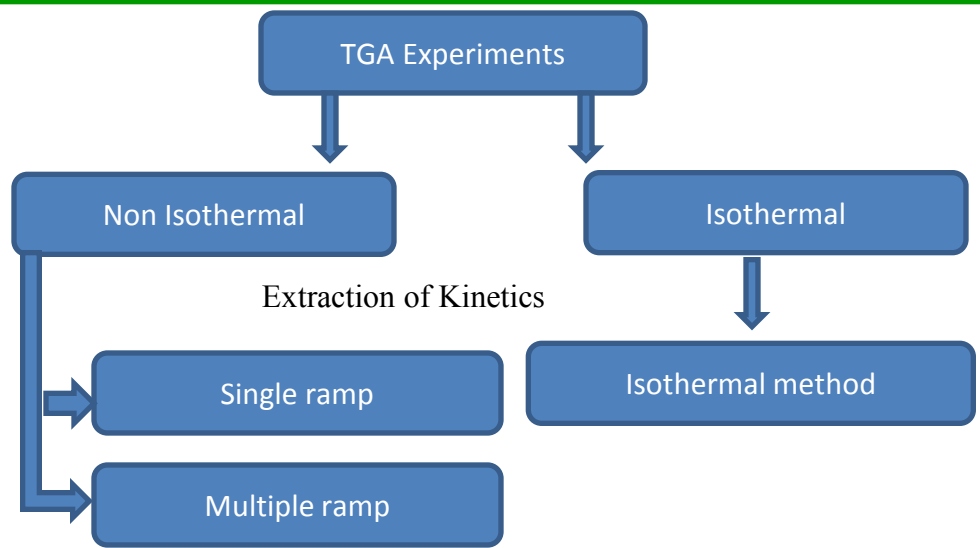 TGA Experiments
Non Isothermal
Isothermal
Extraction of Kinetics
Single ramp
Isothermal method
Multiple ramp